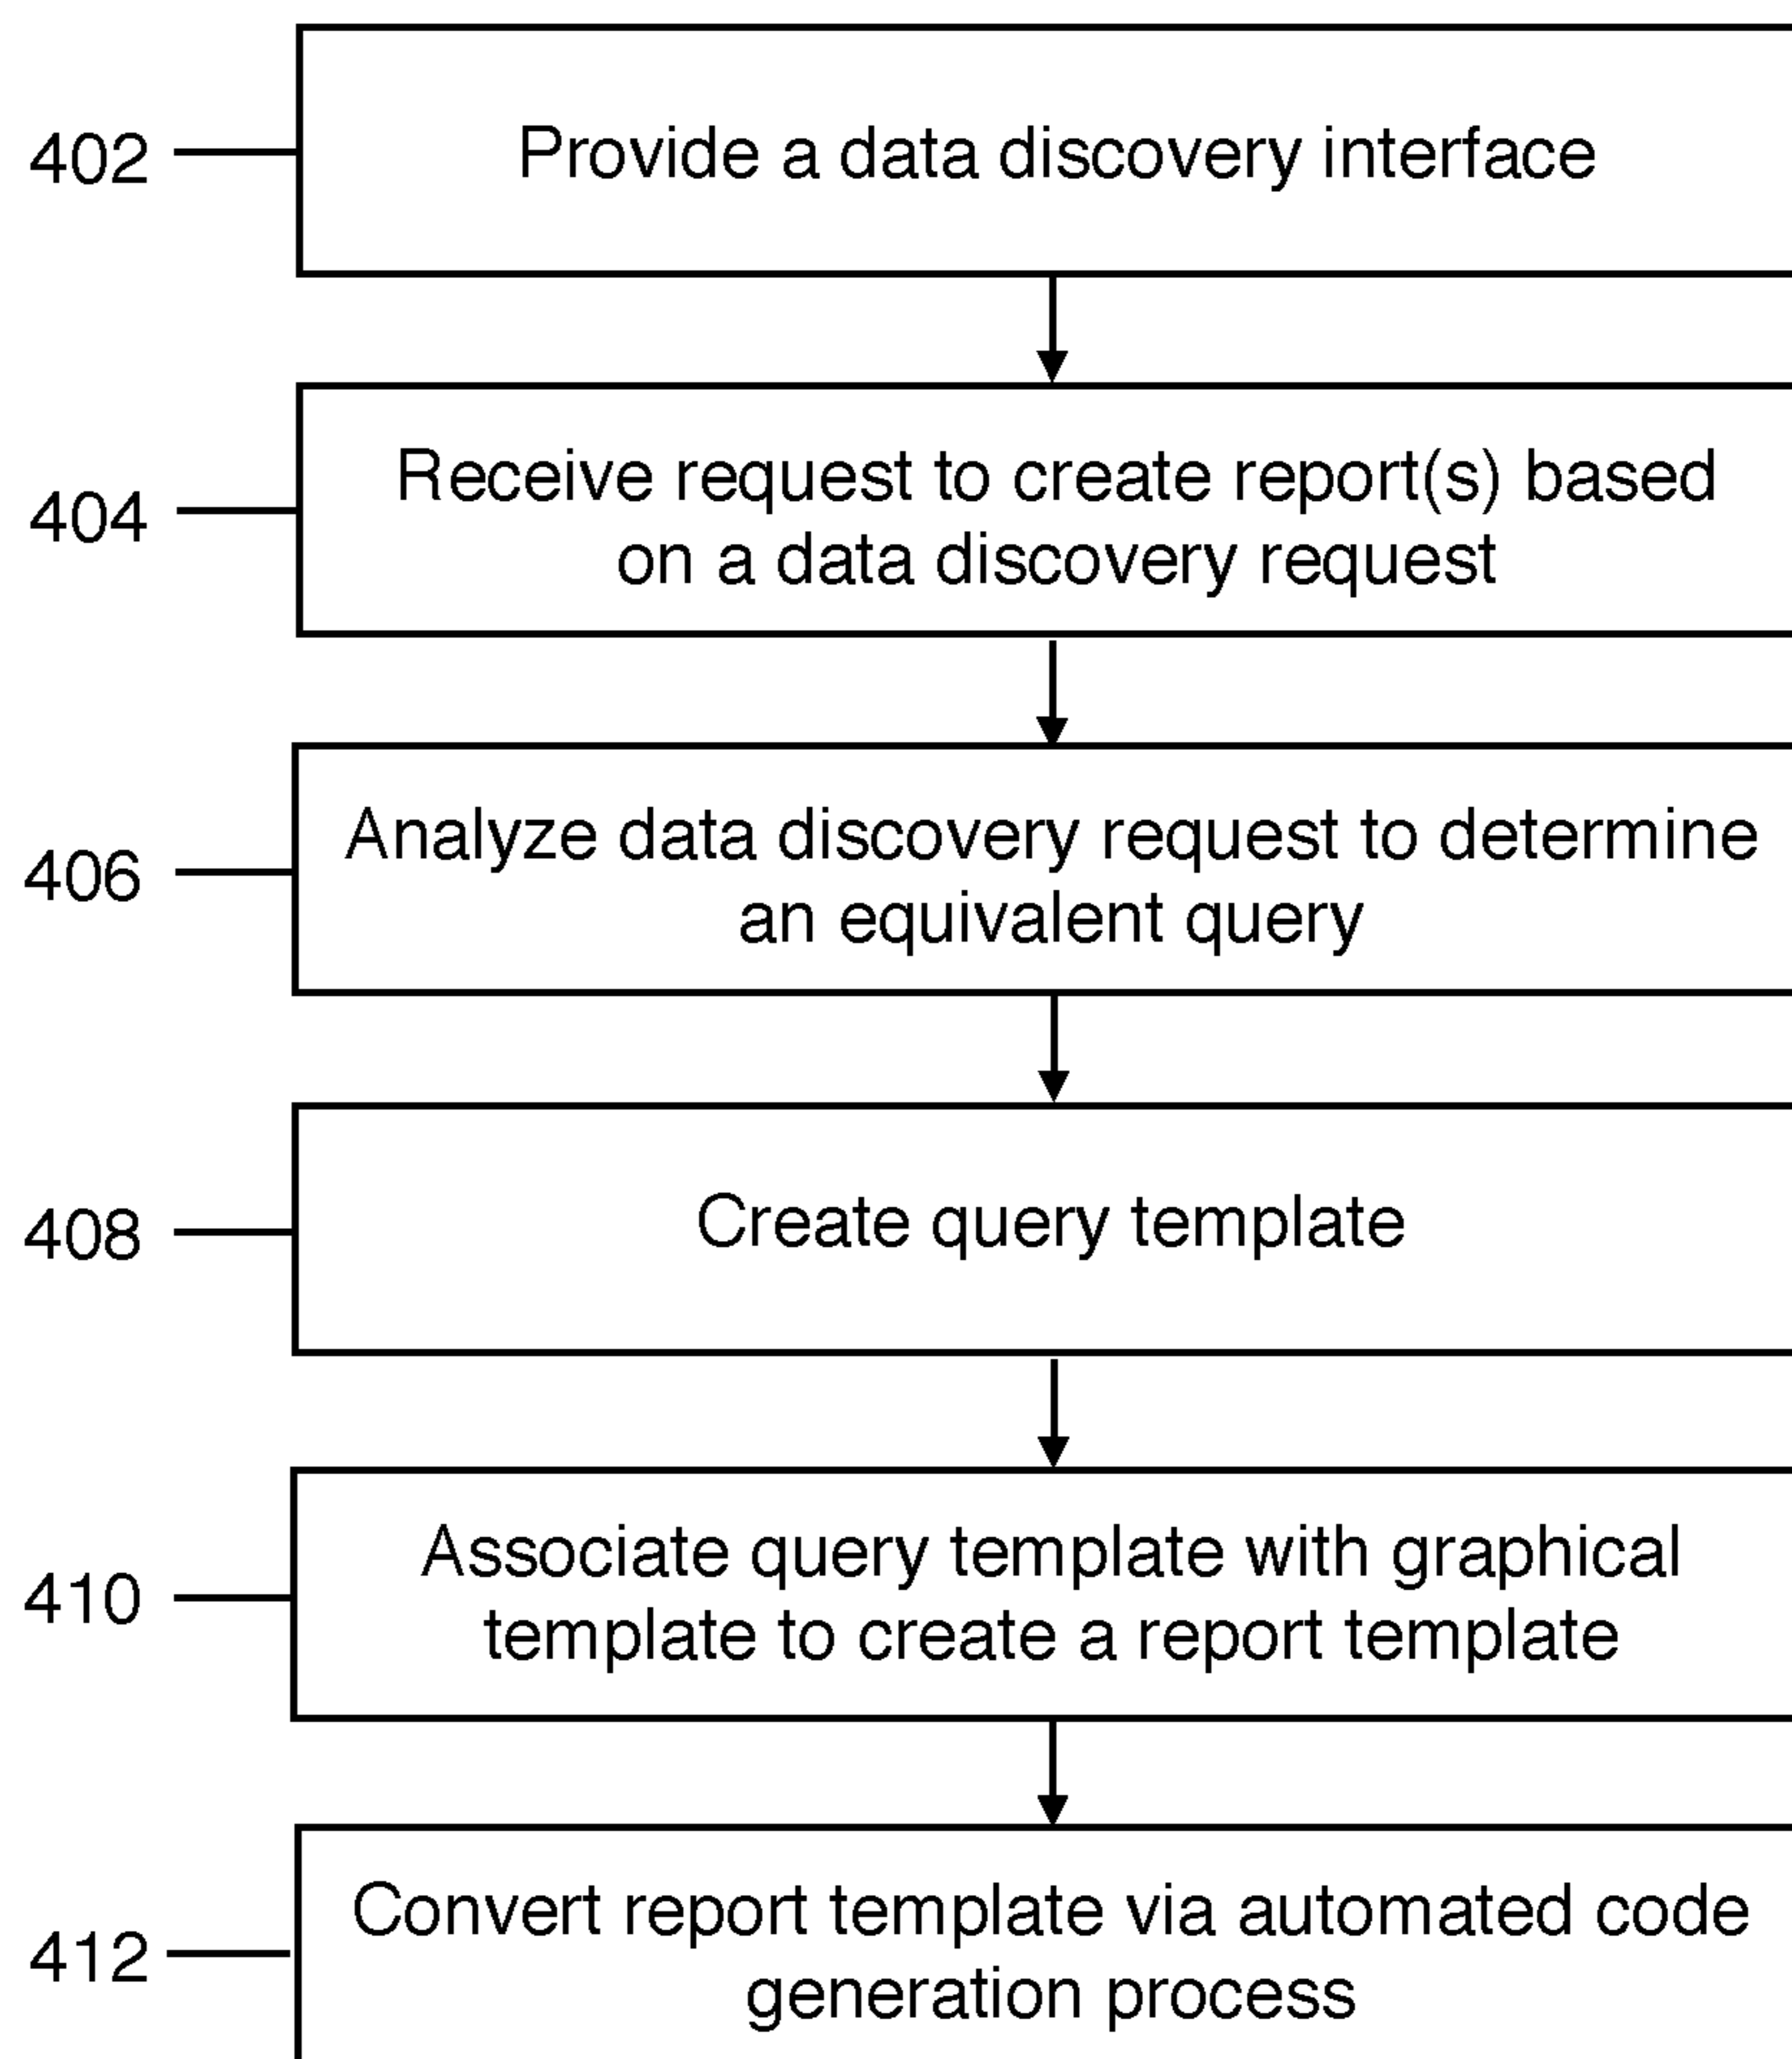 402
Provide a data discovery interface
404
Receive request to create report(s) based
on a data discovery request
406
Analyze data discovery request to determine
an equivalent query
408
Create query template
410
Associate query template with graphical
template to create a report template
412
Convert report template via automated code
generation process